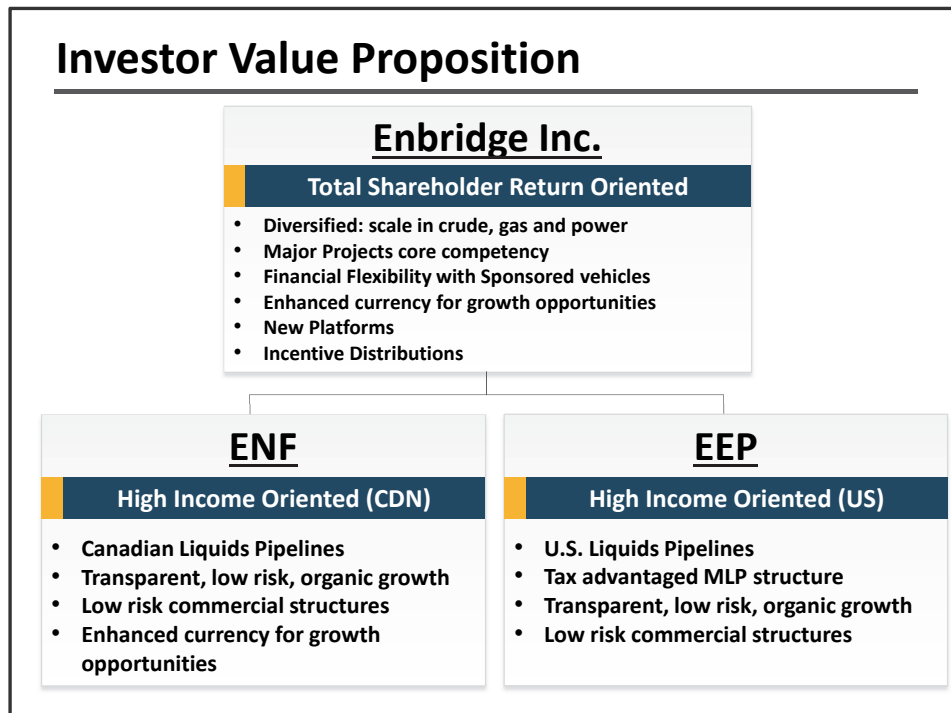 Investor Value Proposition
Enbridge Inc.
Total Shareholder Return Oriented
• Diversified: scale in crude, gas and power
• Major Projects core competency
• Financial Flexibility with Sponsored vehicles
• Enhanced currency for growth opportunities
• New Platforms
• Incentive Distributions
ENF
High Income Oriented (CDN)
• Canadian Liquids Pipelines
• Transparent, low risk, organic growth
• Low risk commercial structures
• Enhanced currency for growth
opportunities
EEP
High Income Oriented (US)
• U.S. Liquids Pipelines
• Tax advantaged MLP structure
• Transparent, low risk, organic growth
• Low risk commercial structures